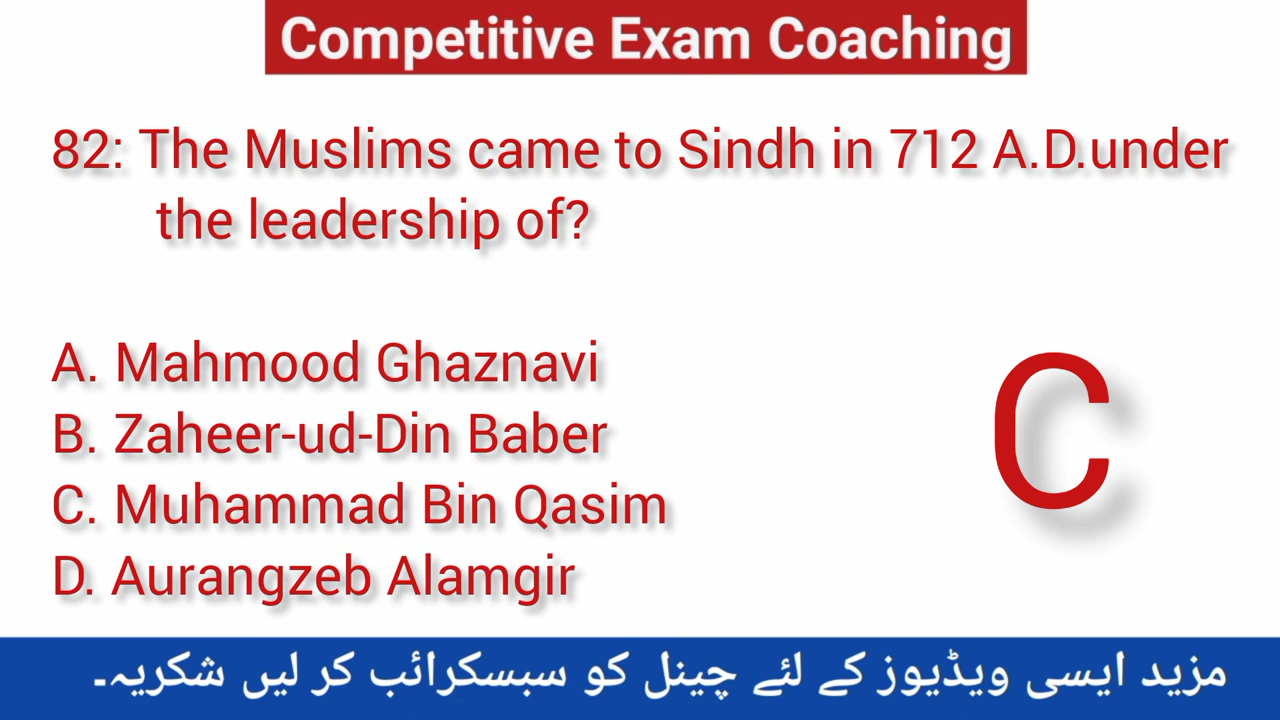 Competitive Exam Coaching
82: The Muslims came to Sindh in 712 A.D.under
the leadership of?
A. Mahmood Ghaznavi
B. Zaheer-ud-Din Baber
C. Muhammad Bin Qasim
D. Aurangzeb Alamgir
C
مزید ایسی ویڈیوز کے لئے چینل کو سبسکرائب کر لیں شکریہ۔